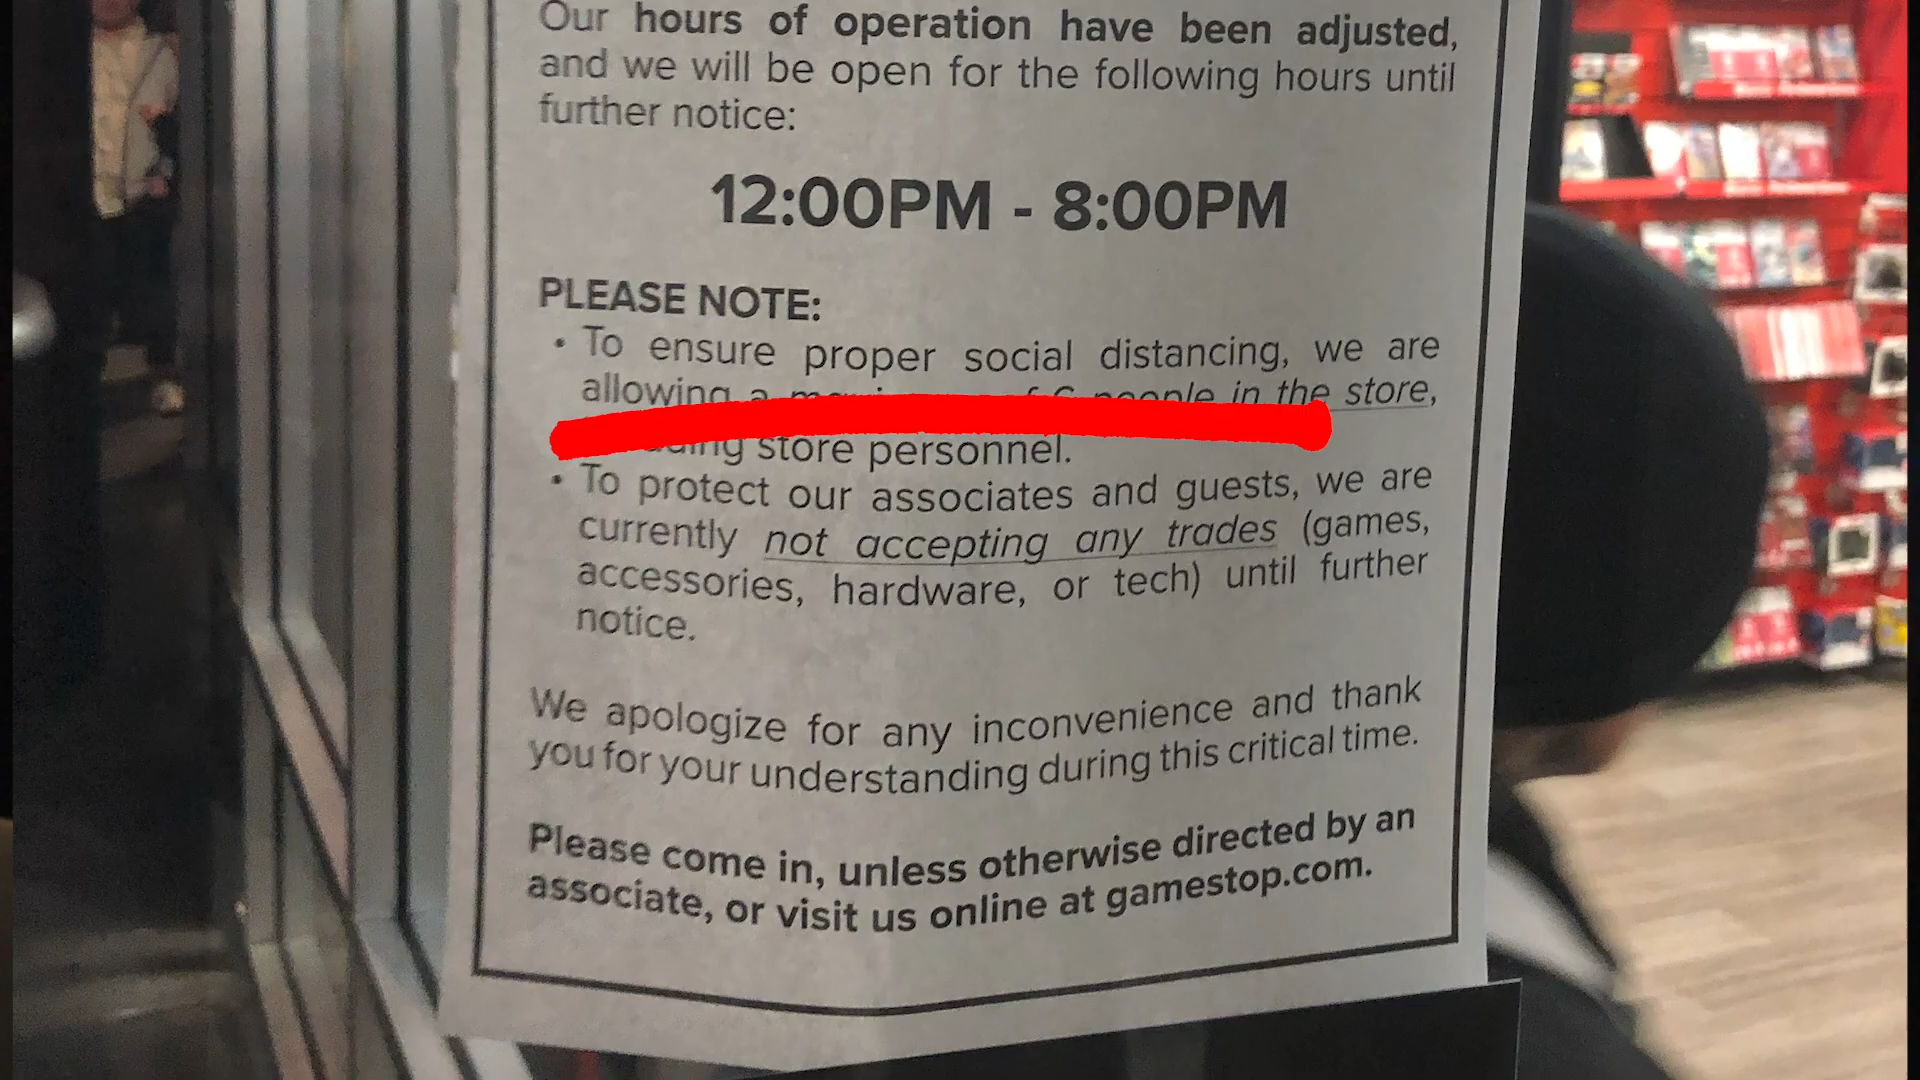 Our hours of operation have been adjusted,
and we will be open for the following hours until
further notice:
12:00PM - 8:00PM
PLEASE NOTE:
• To ensure proper social distancing, we are
allowing a people in the store,
store personnel.
• To protect our associates and guests, we are
currently not accepting any trades (games,
accessories, hardware, or tech) until further
notice.
We apologize for any inconvenience and thank
you for your understanding during this critical time.
Please come in, unless otherwise directed by an
associate, or visit us online at gamestop.com.